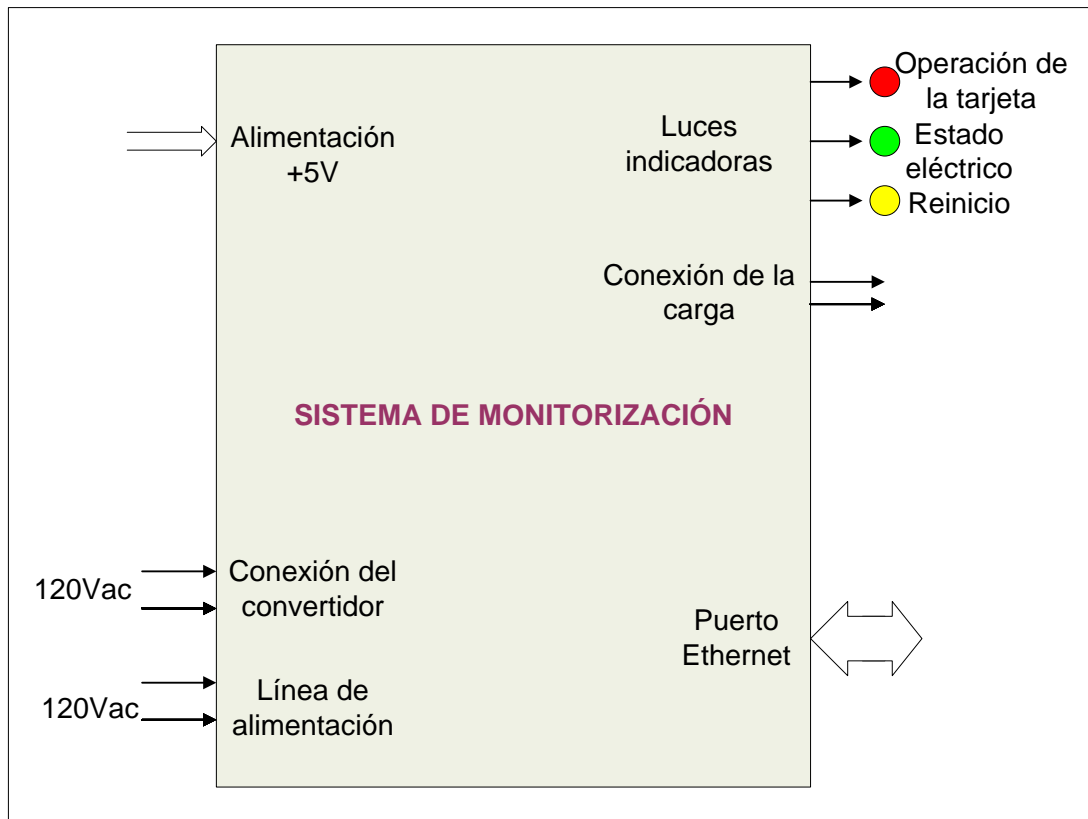 Alimentación
+5V
Luces
indicadoras
Operación de
la tarjeta
Estado
eléctrico
Reinicio
Conexión de la
carga
SISTEMA DE MONITORIZACIÓN
120Vac
Conexión del
convertidor
120Vac
Línea de
alimentación
Puerto
Ethernet